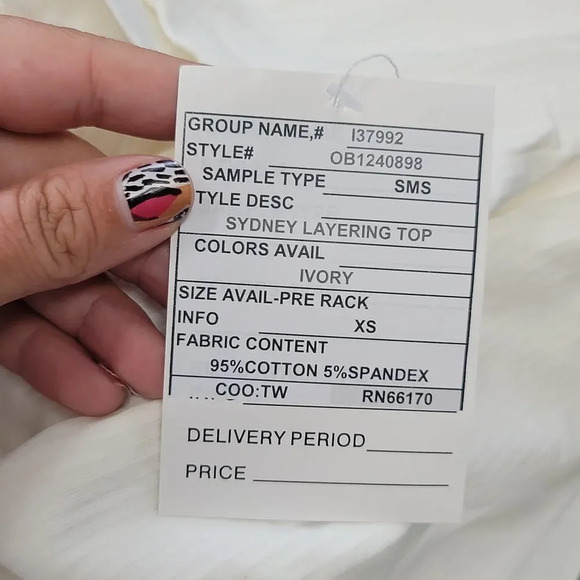 GROUP NAME,# I37992
STYLE# OB1240898
SAMPLE TYPE SMS
TYLE DESC
SYDNEY LAYERING TOP
COLORS AVAIL
IVORY
SIZE AVAIL-PRE RACK
INFO XS
FABRIC CONTENT
95%COTTON 5%SPANDEX
COO:TW RN66170
DELIVERY PERIOD
PRICE